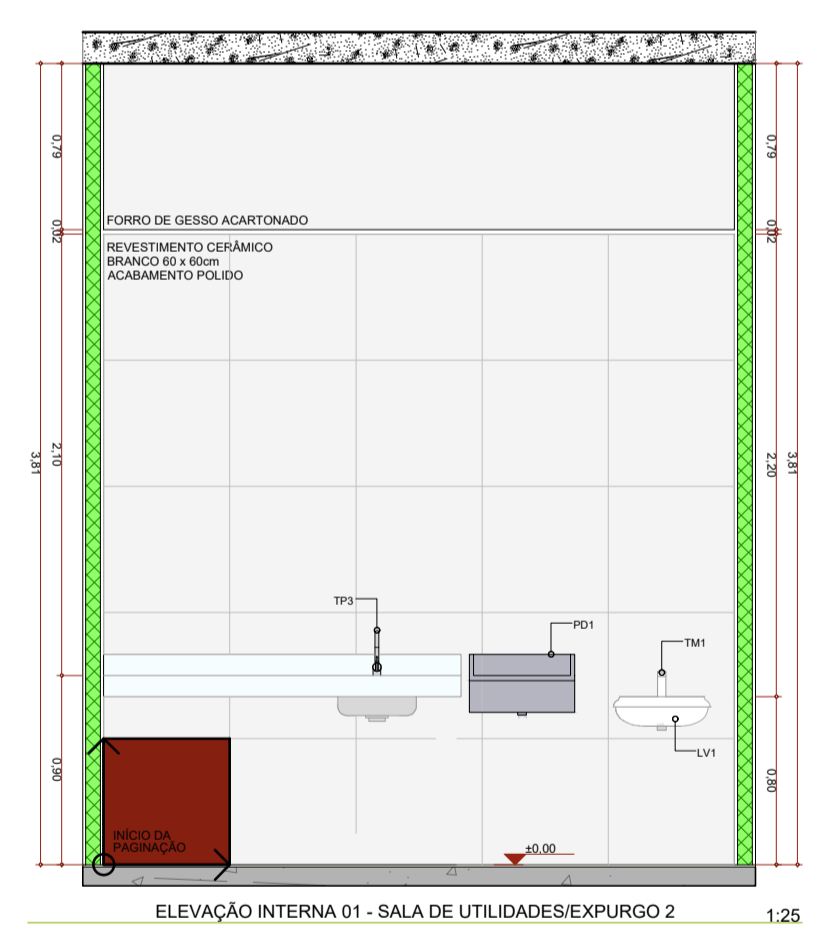 0,79
0,79
FORRO DE GESSO ACARTONADO
0,02
0,02
REVESTIMENTO CERÂMICO
BRANCO 60 x 60cm
ACABAMENTO POLIDO
3,81
2,10
2,20
3,81
TP3
PD1
TM1
LV1
0,90
0,80
INÍCIO DA
PAGINAÇÃO
±0,00
ELEVAÇÃO INTERNA 01 - SALA DE UTILIDADES/EXPURGO 2
1:25